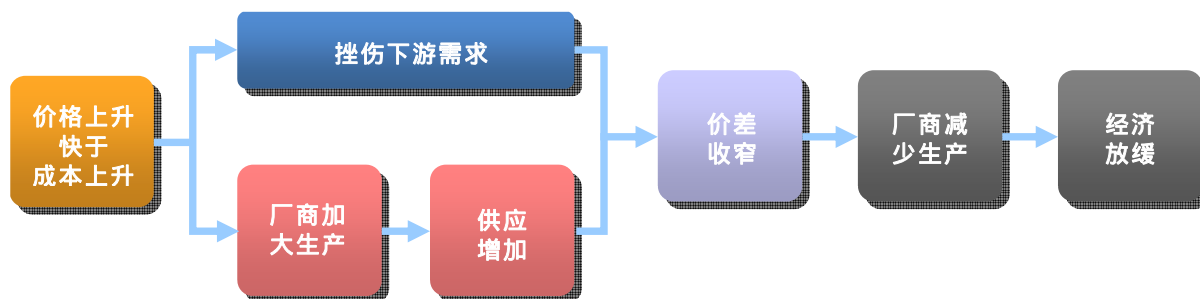 价格上升
快于
成本上升
挫伤下游需求
厂商加
大生产
供应
增加
价差
收窄
厂商减
少生产
经济
放缓